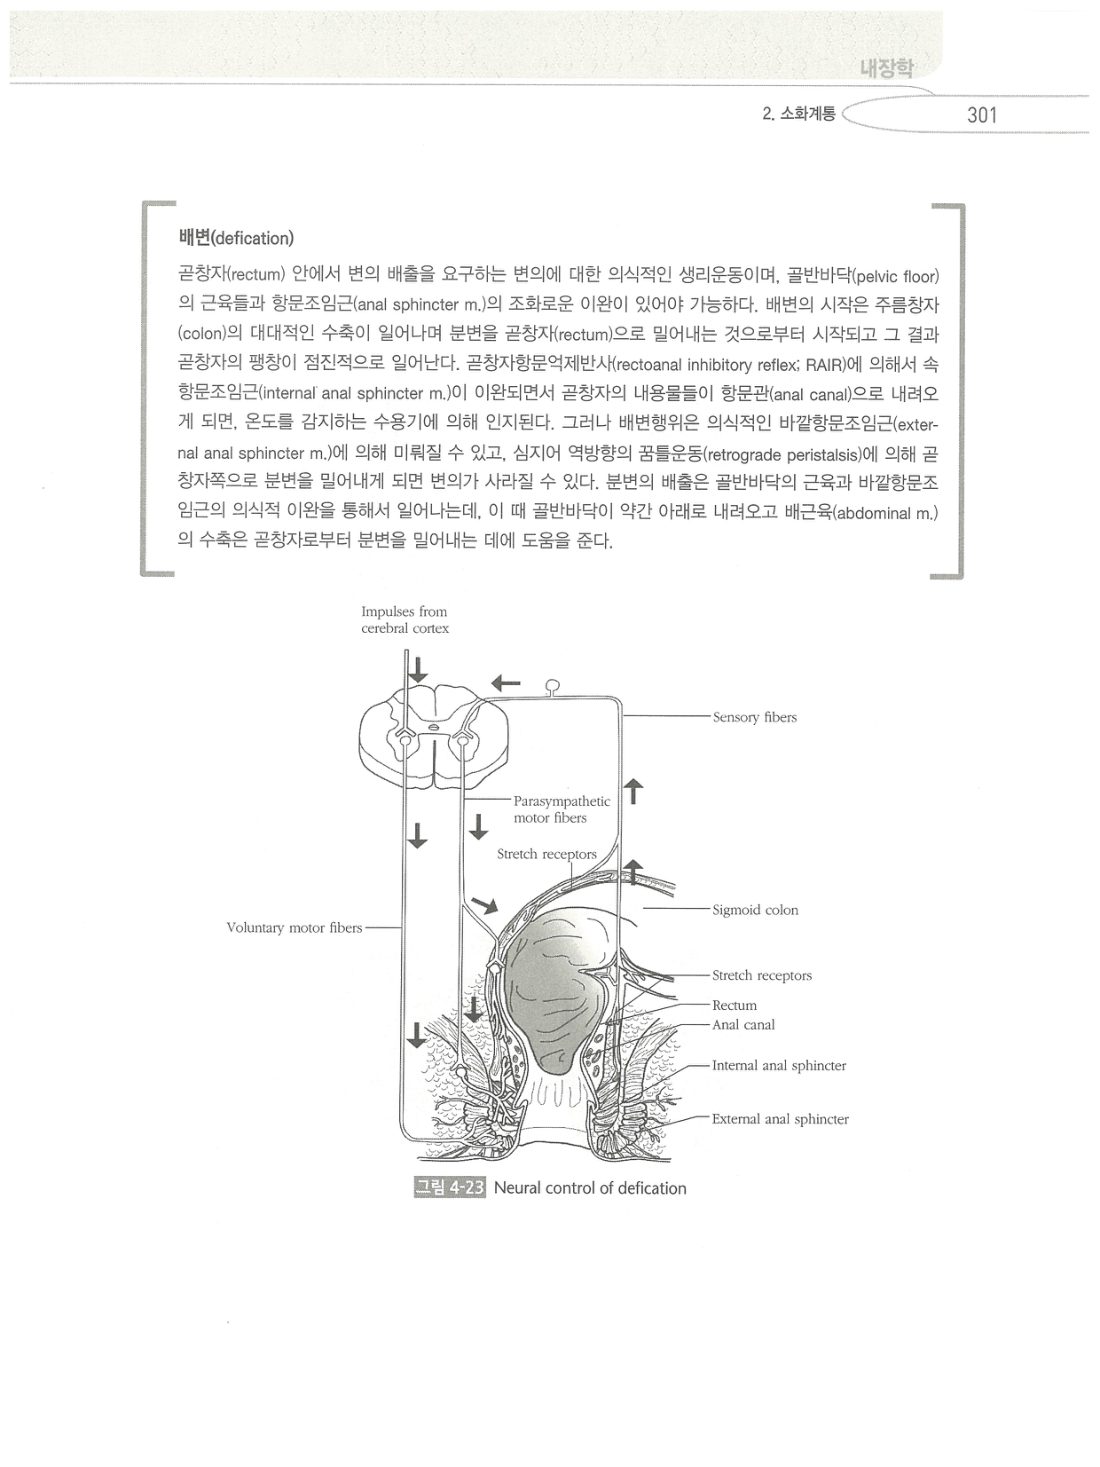 내장학
2. 소화계통
301
배변(defication)
곧창자(rectum) 안에서 변의 배출을 요구하는 변의에 대한 의식적인 생리운동이며, 골반바닥(pelvic floor)
의 근육들과 항문조임근(anal sphincter m.)의 조화로운 이완이 있어야 가능하다. 배변의 시작은 주름창자
(colon)의 대대적인 수축이 일어나며 분변을 곧창자(rectum)으로 밀어내는 것으로부터 시작되고 그 결과
곧창자의 팽창이 점진적으로 일어난다. 곧창자항문억제반사(rectoanal inhibitory reflex; RAIR)에 의해서 속
항문조임근(internal anal sphincter m.)이 이완되면서 곧창자의 내용물들이 항문관(anal canal)으로 내려오
게 되면, 온도를 감지하는 수용기에 의해 인지된다. 그러나 배변행위은 의식적인 바깥항문조임근(exter-
nal anal sphincter m.)에 의해 미뤄질 수 있고, 심지어 역방향의 꿈틀운동(retrograde peristalsis)에 의해 곧
창자쪽으로 분변을 밀어내게 되면 변의가 사라질 수 있다. 분변의 배출은 골반바닥의 근육과 바깥항문조
임근의 의식적 이완을 통해서 일어나는데, 이 때 골반바닥이 약간 아래로 내려오고 배근육(abdominal m.)
의 수축은 곧창자로부터 분변을 밀어내는 데에 도움을 준다.
Impulses from
cerebral cortex
Sensory fibers
Parasympathetic
motor fibers
Stretch receptors
Sigmoid colon
Voluntary motor fibers
Stretch receptors
Rectum
Anal canal
Internal anal sphincter
External anal sphincter
그림 4-23 Neural control of defication